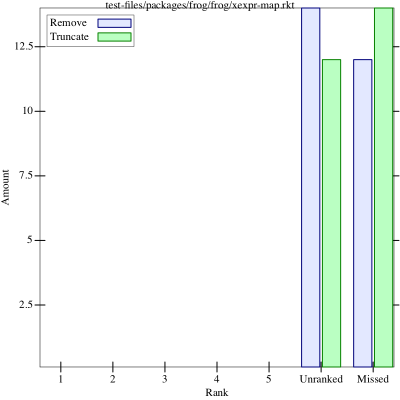 test-files/packages/frog/frog/xexpr-map.rkt
Remove
Truncate
12.5
10
7.5
5
2.5
Amount
1 2 3 4 5 Unranked Missed
Rank